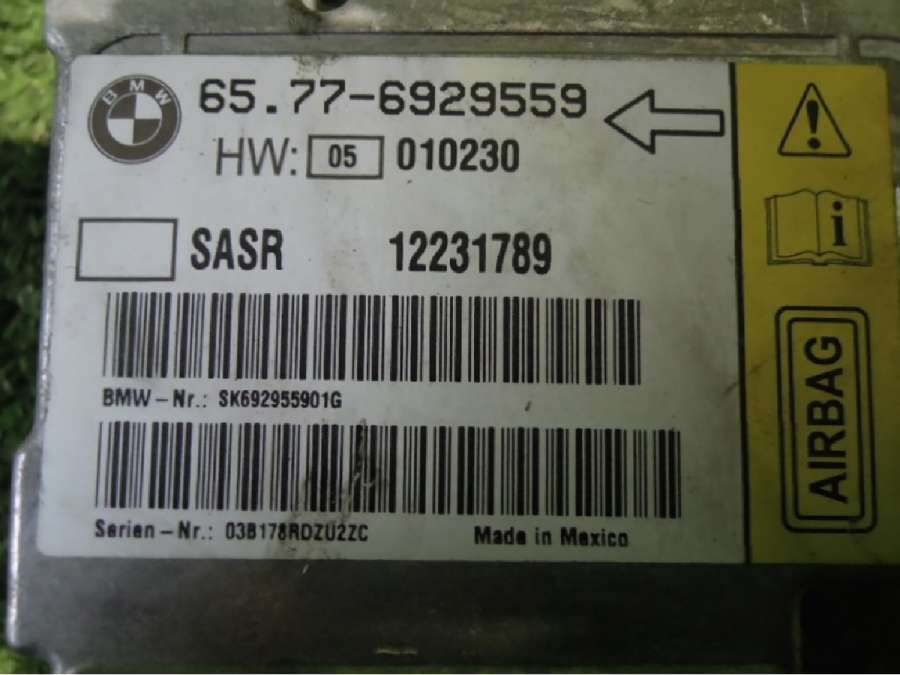 BMW
65.77-6929559
HW: 05 010230
SASR 12231789
BMW-Nr.: SK692955901G
Serien-Nr.: 03B178RDZU2ZC
Made in Mexico
i
AIRBAG